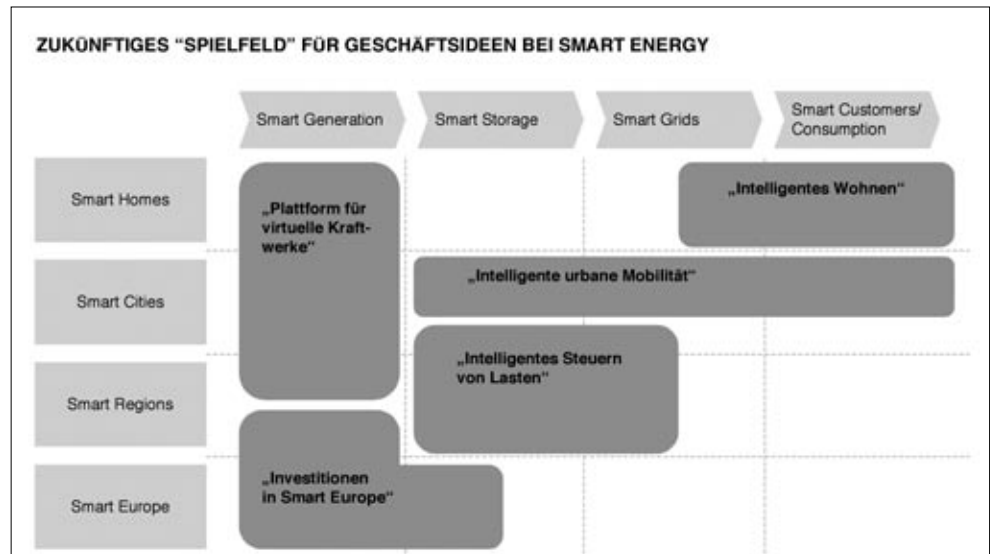 ZUKÜNFTIGES “SPIELFELD” FÜR GESCHÄFTSIDEEN BEI SMART ENERGY
Smart Generation
Smart Storage
Smart Grids
Smart Customers/
Consumption
Smart Homes
„Plattform für
virtuelle Kraft-
werke“
„Intelligentes Wohnen“
Smart Cities
„Intelligente urbane Mobilität“
„Intelligentes Steuern
von Lasten“
Smart Regions
Smart Europe
„Investitionen
in Smart Europe“